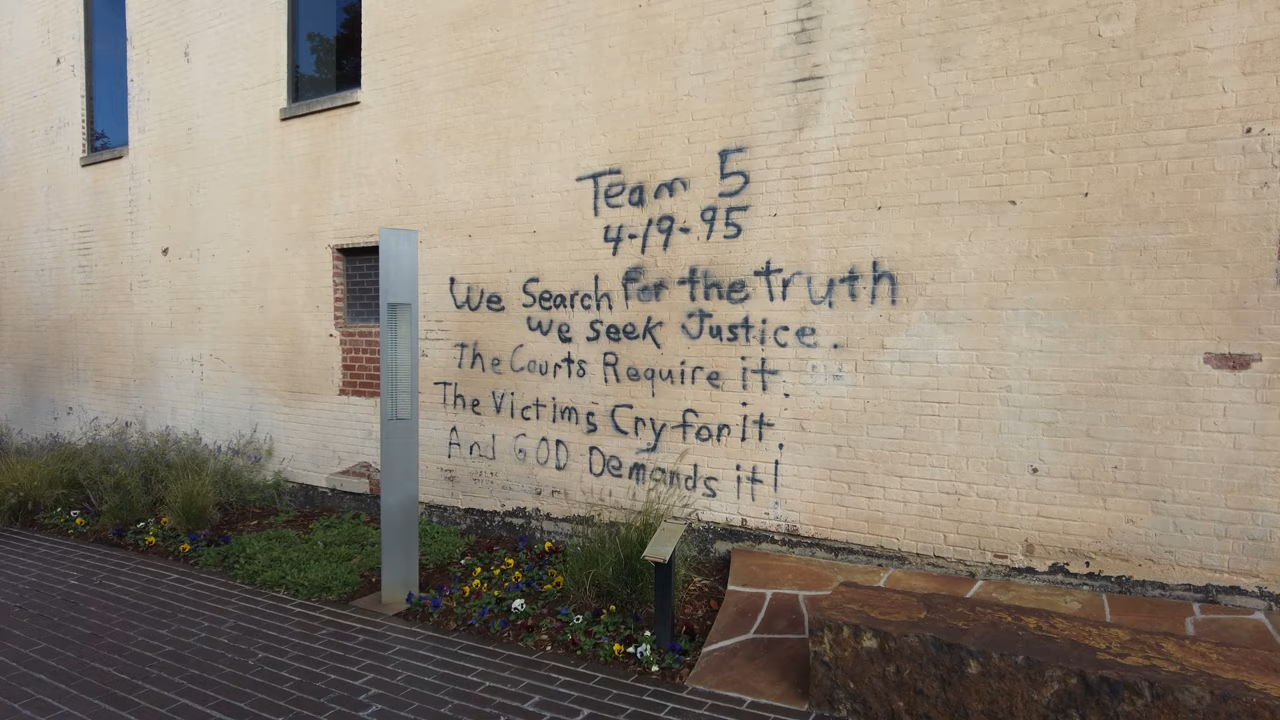 Team 5
4-19-95
We Search for the truth
we seek Justice.
The Courts Require it.
The Victims Cry for it.
And GOD Demands it!